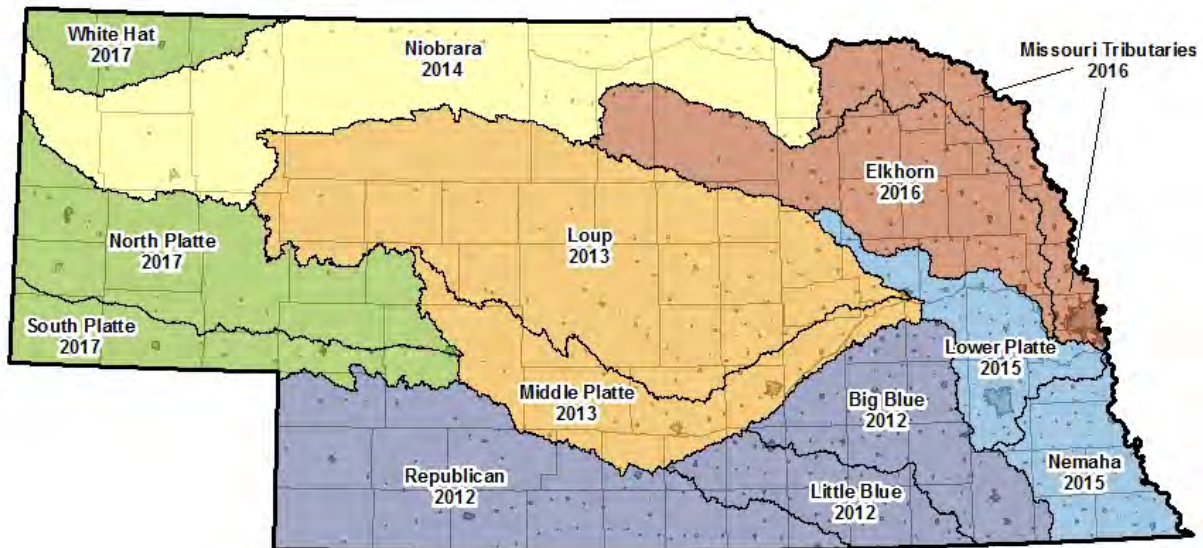 White Hat
2017
Niobrara
2014
Missouri Tributaries
2016
Elkhorn
2016
North Platte
2017
Loup
2013
South Platte
2017
Lower Platte
2015
Middle Platte
2013
Big Blue
2012
Republican
2012
Little Blue
2012
Nemaha
2015